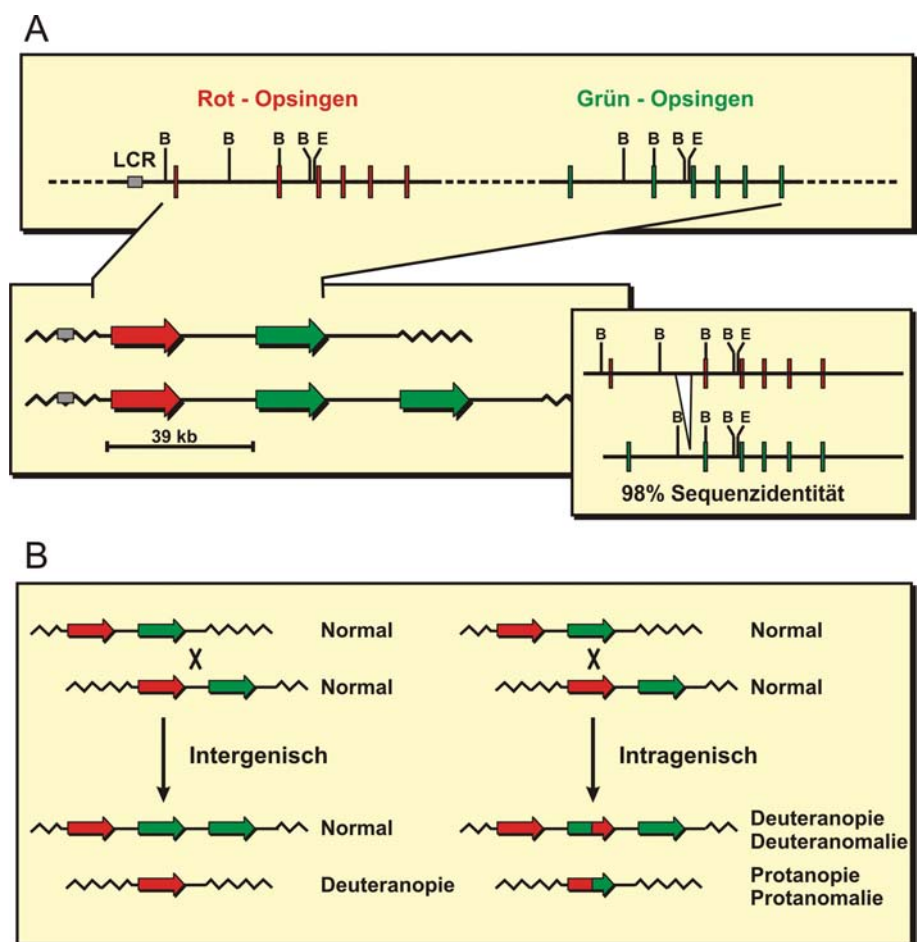 A
Rot - Opsingen
Grün - Opsingen
B B B B E B B B E
LCR
B B B B E
B B B E
39 kb
98% Sequenzidentität
B
Normal Normal
X X
Normal Normal
Intergenisch Intragenisch
Normal Deuteranopie
Deuteranomalie
Deuteranopie Protanopie
Protanomalie